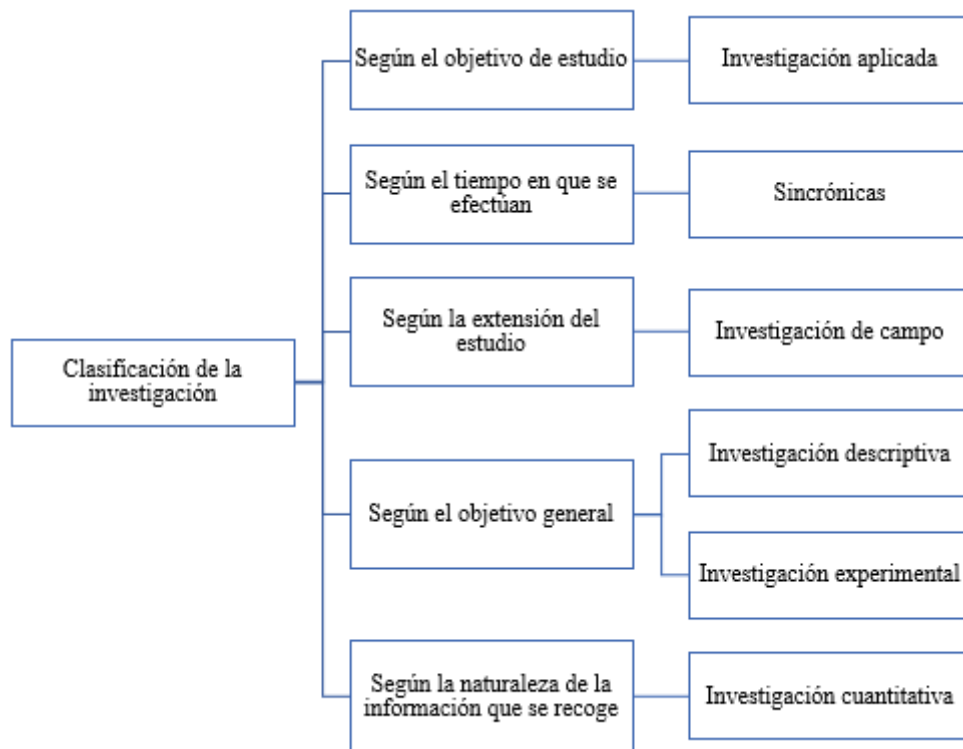 Según el objetivo de estudio
Investigación aplicada
Según el tiempo en que se
efectúan
Sincrónicas
Según la extensión del
estudio
Investigación de campo
Clasificación de la
investigación
Investigación descriptiva
Según el objetivo general
Investigación experimental
Según la naturaleza de la
información que se recoge
Investigación cuantitativa